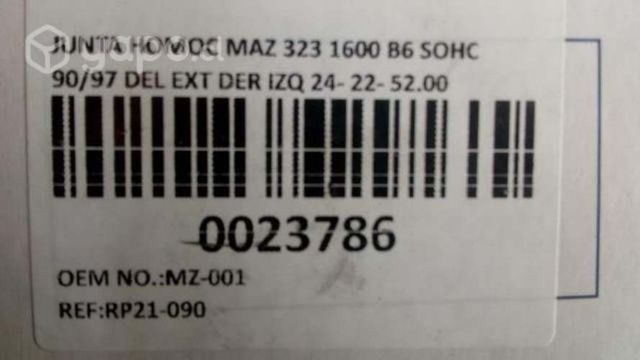 JUNTA HOMOC MAZ 323 1600 B6 SOHC
90/97 DEL EXT DER IZQ 24- 22- 52.00
0023786
OEM NO.:MZ-001
REF:RP21-090